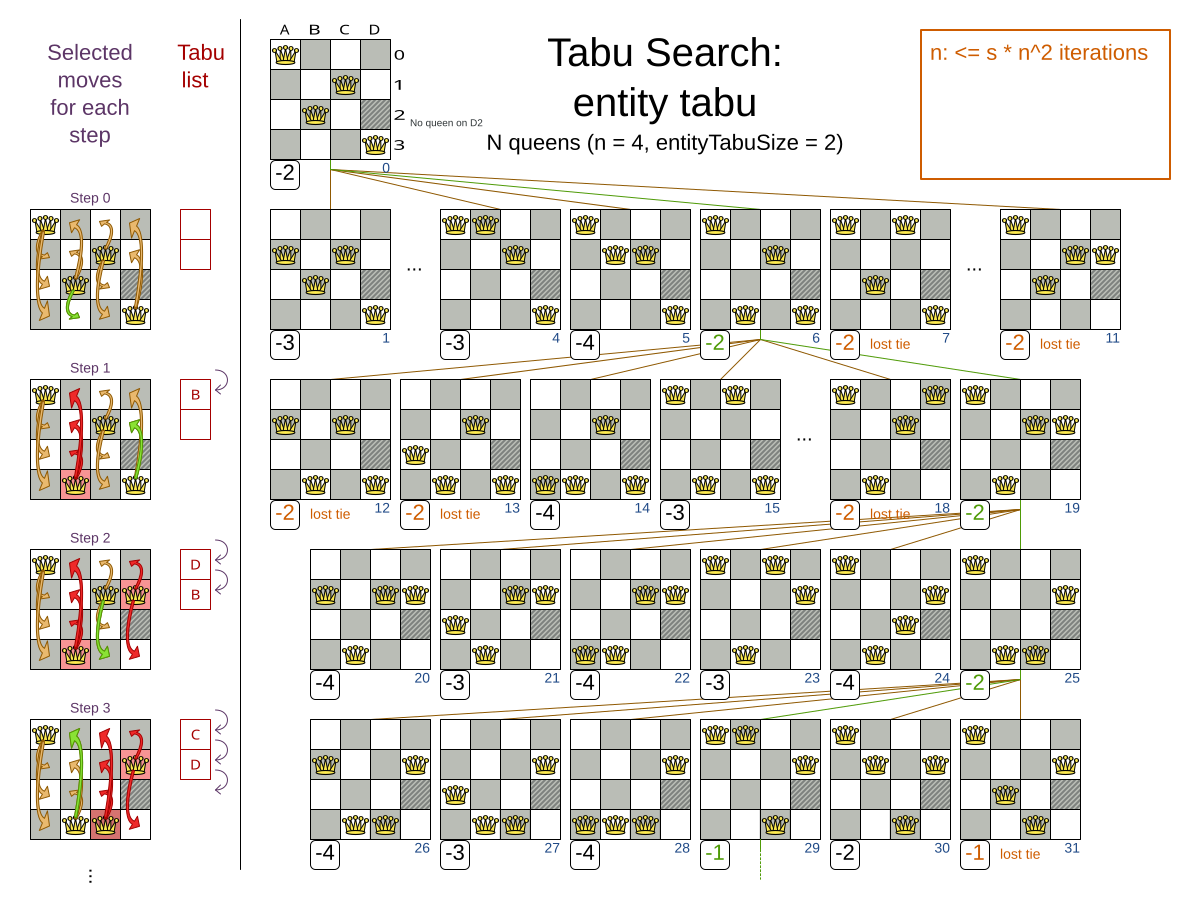 Selected
moves
for each
step
Tabu
list
A B C D
0
1
2
3
No queen on D2
-2
0
Tabu Search:
entity tabu
N queens (n = 4, entityTabuSize = 2)
n: <= s * n^2 iterations
Step 0
...
...
-3 1
-3 4
-4 5
-2 6
-2 lost tie 7
-2 lost tie 11
Step 1
B
...
-2 lost tie 12
-2 lost tie 13
-4 14
-3 15
-2 lost tie 18
-2 19
Step 2
D
B
-4 20
-3 21
-4 22
-3 23
-4 24
-2 25
Step 3
C
D
-4 26
-3 27
-4 28
-1 29
-2 30
-1 lost tie 31
...